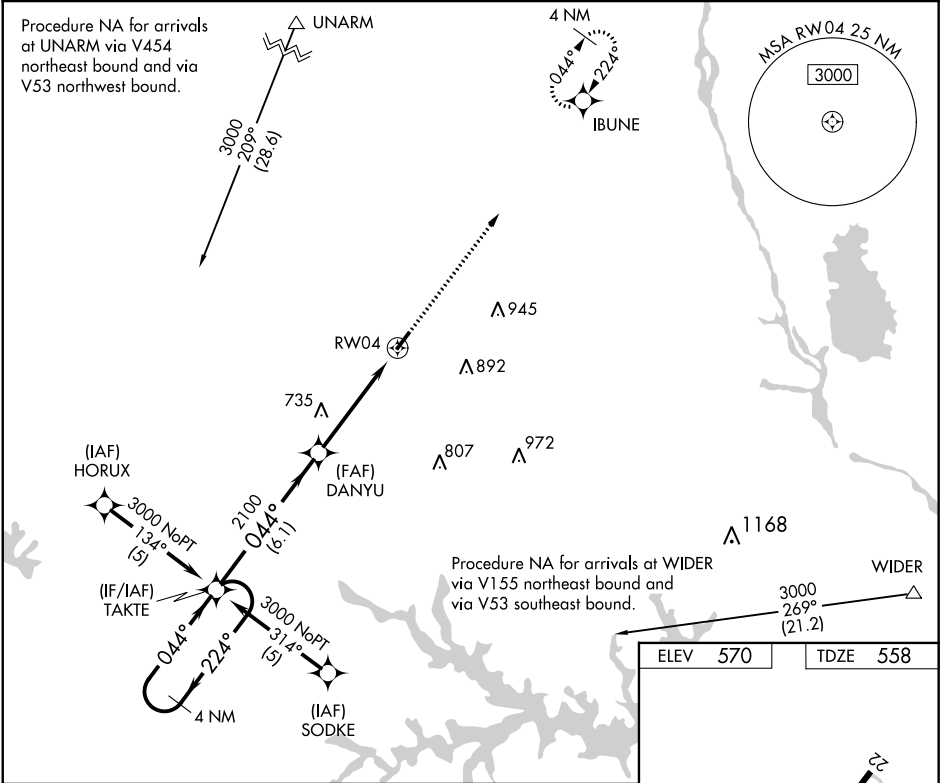 Procedure NA for arrivals
at UNARM via V454
northeast bound and via
V53 northwest bound.
UNARM
3000
209°
(28.6)
4 NM
044°
224°
IBUNE
MSA RW04 25 NM
3000
945
RW04
892
735
807
972
(FAF)
DANYU
(IAF)
HORUX
3000 NoPT
134°
(5)
2100
044°
(6.1)
1168
(IF/IAF)
TAKTE
Procedure NA for arrivals at WIDER
via V155 northeast bound and
via V53 southeast bound.
WIDER
3000
269°
(21.2)
3000 NoPT
314°
(5)
044°
224°
4 NM
(IAF)
SODKE
ELEV 570
TDZE 558
22